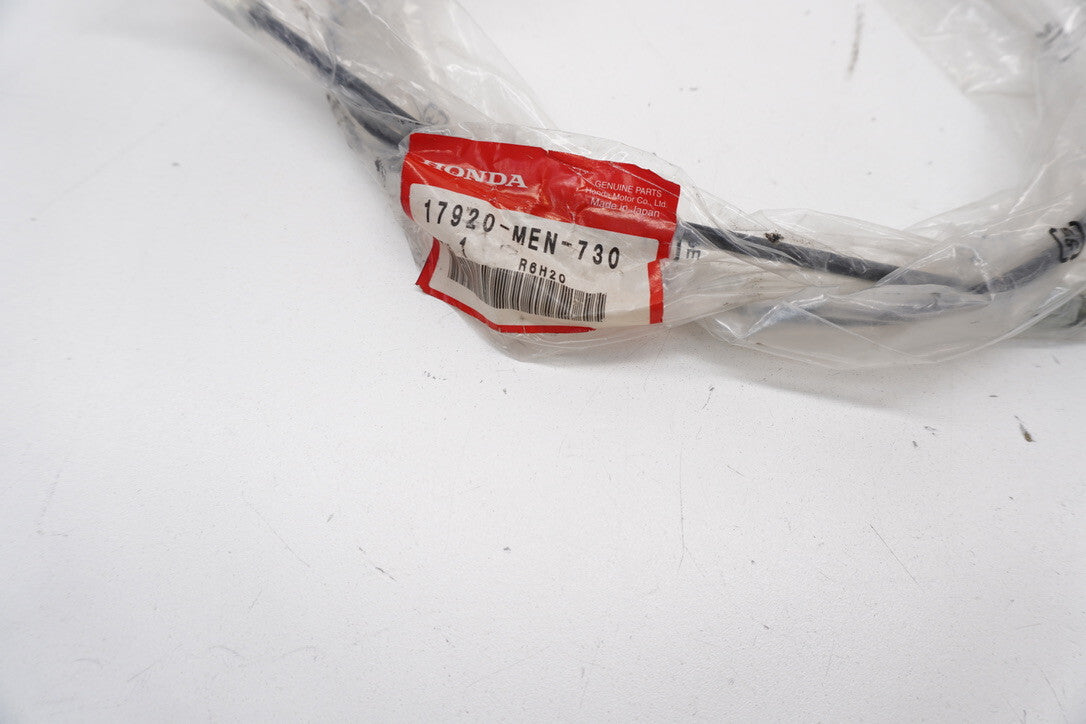 HONDA
GENUINE PARTS
Honda Motor Co., Ltd.
Made in Japan
17920-MEN-730
1
R6H20